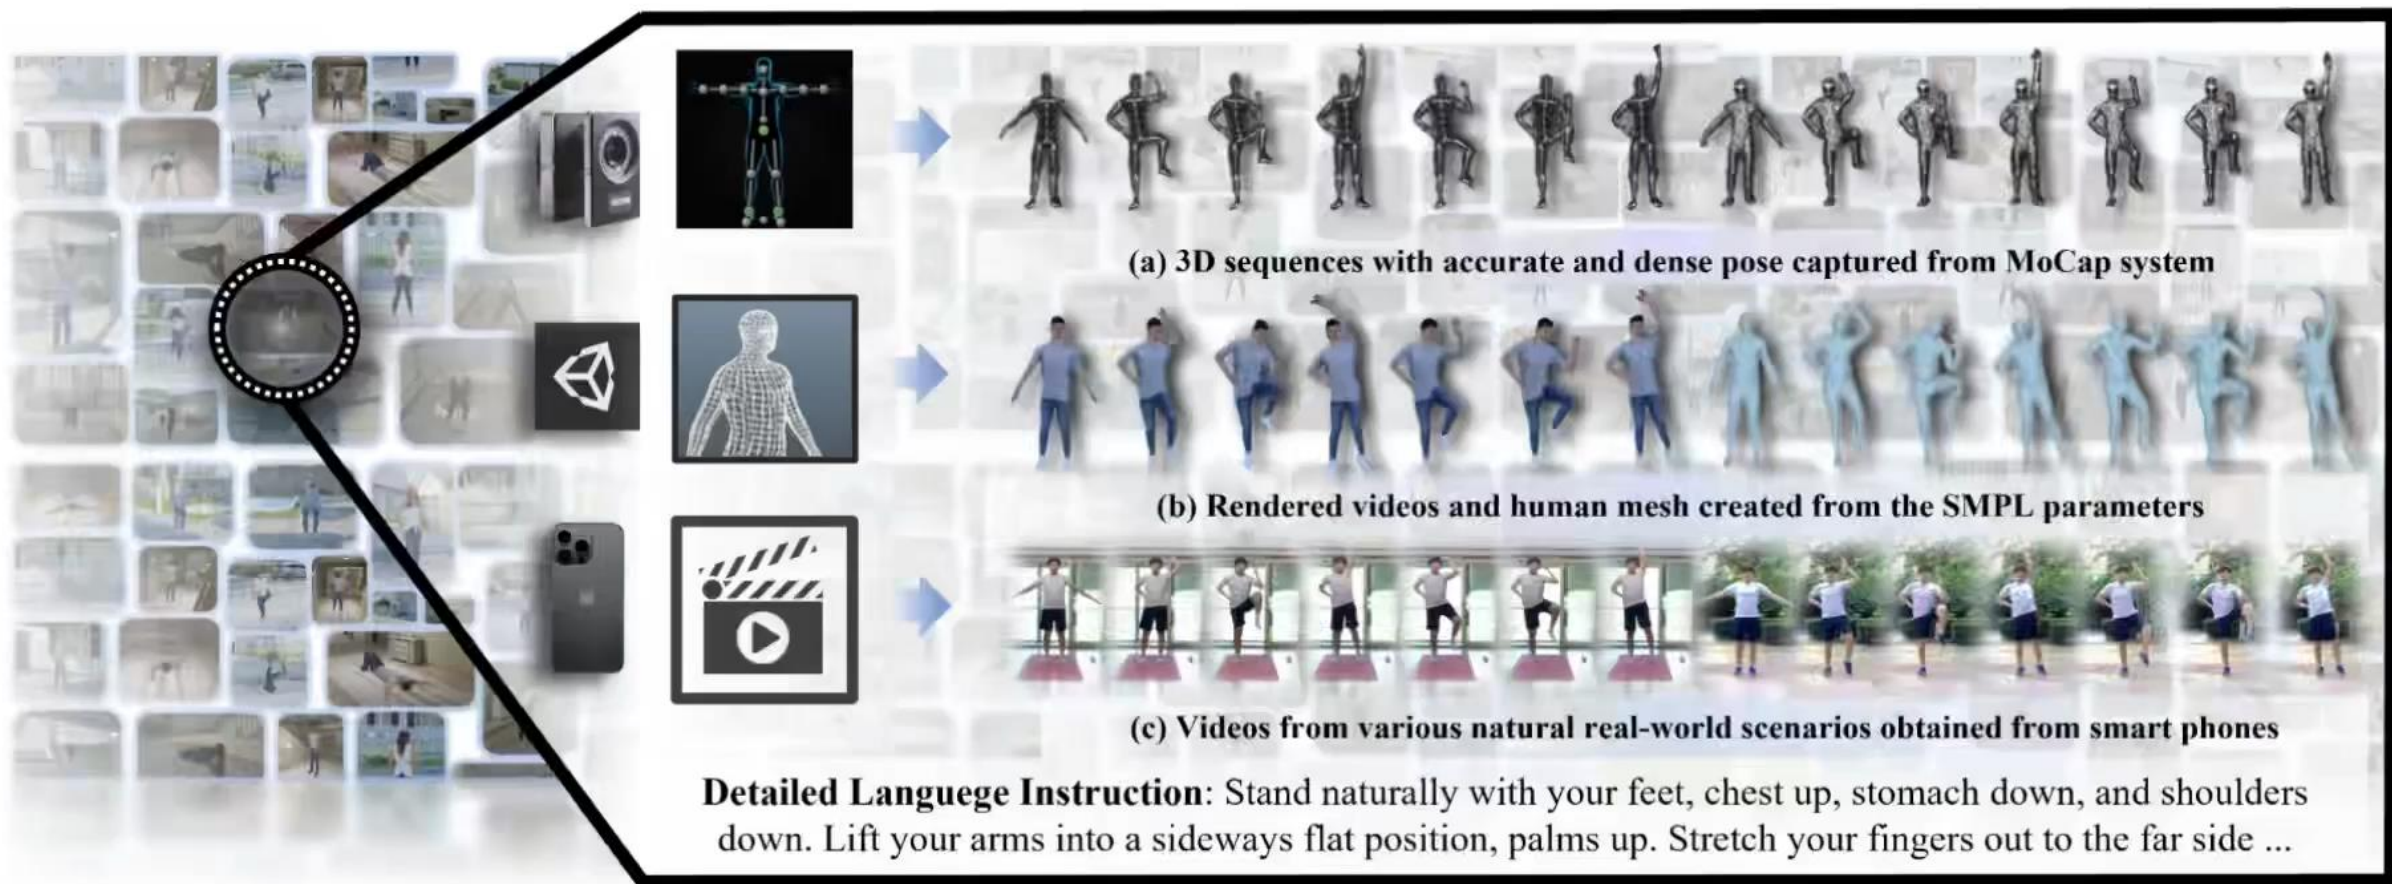 (a) 3D sequences with accurate and dense pose captured from MoCap system
(b) Rendered videos and human mesh created from the SMPL parameters
(c) Videos from various natural real-world scenarios obtained from smart phones
Detailed Languege Instruction: Stand naturally with your feet, chest up, stomach down, and shoulders
down. Lift your arms into a sideways flat position, palms up. Stretch your fingers out to the far side ...